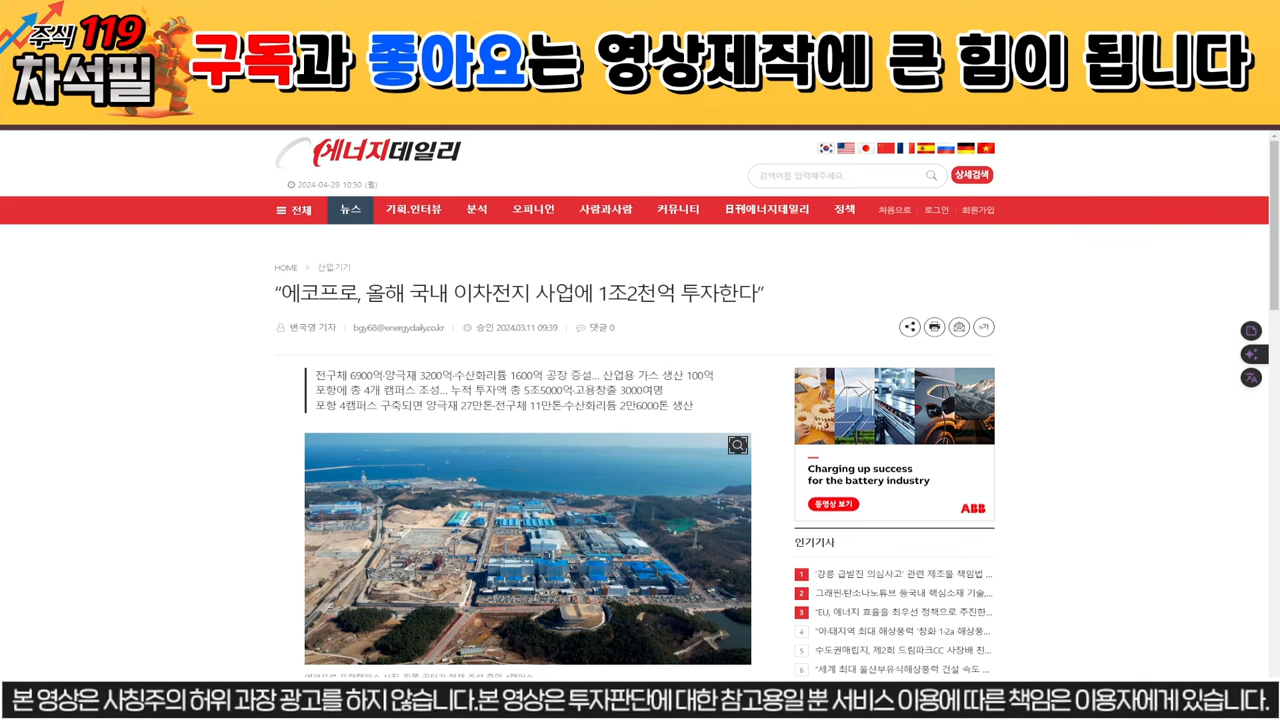 주식 119
차석필
구독과 좋아요는 영상제작에 큰 힘이 됩니다
에너지데일리
2024-04-29 10:50 (월)
검색어를 입력해주세요.
상세검색
전체 뉴스 기획.인터뷰 분석 오피니언 사람과사람 커뮤니티 日刊에너지데일리 정책 처음으로 로그인 회원가입
HOME > 산업.기기
“에코프로, 올해 국내 이차전지 사업에 1조2천억 투자한다”
변국영 기자 bgy68@energydaily.co.kr 승인 2024.03.11 09:39 댓글 0
가
전구체 6900억·양극재 3200억·수산화리튬 1600억 공장 증설… 산업용 가스 생산 100억
포항에 총 4개 캠퍼스 조성… 누적 투자액 총 5조5000억·고용창출 3000여명
포항 4캠퍼스 구축되면 양극재 27만톤·전구체 11만톤·수산화리튬 2만6000톤 생산
Charging up success
for the battery industry
동영상 보기
ABB
인기기사
1 ‘강릉 급발진 의심사고’ 관련 제조물 책임법 ...
2 그래핀·탄소나노튜브 등국내 핵심소재 기술,...
3 “EU, 에너지 효율을 최우선 정책으로 추진한...
4 “아·태지역 최대 해상풍력 ‘창화 1·2a 해상풍...
5 수도권매립지, 제2회 드림파크CC 사장배 친...
6 “세계 최대 울산부유식해상풍력 건설 속도 ...
본 영상은 사칭주의 허위 과장 광고를 하지 않습니다.본 영상은 투자판단에 대한 참고용일 뿐 서비스 이용에 따른 책임은 이용자에게 있습니다.